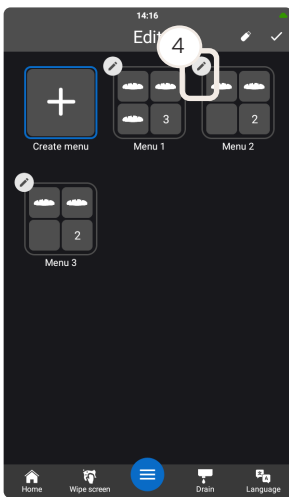 14:16
Edit
4
3
2
Create menu
Menu 1
Menu 2
2
Menu 3
Home
Wipe screen
Drain
Language